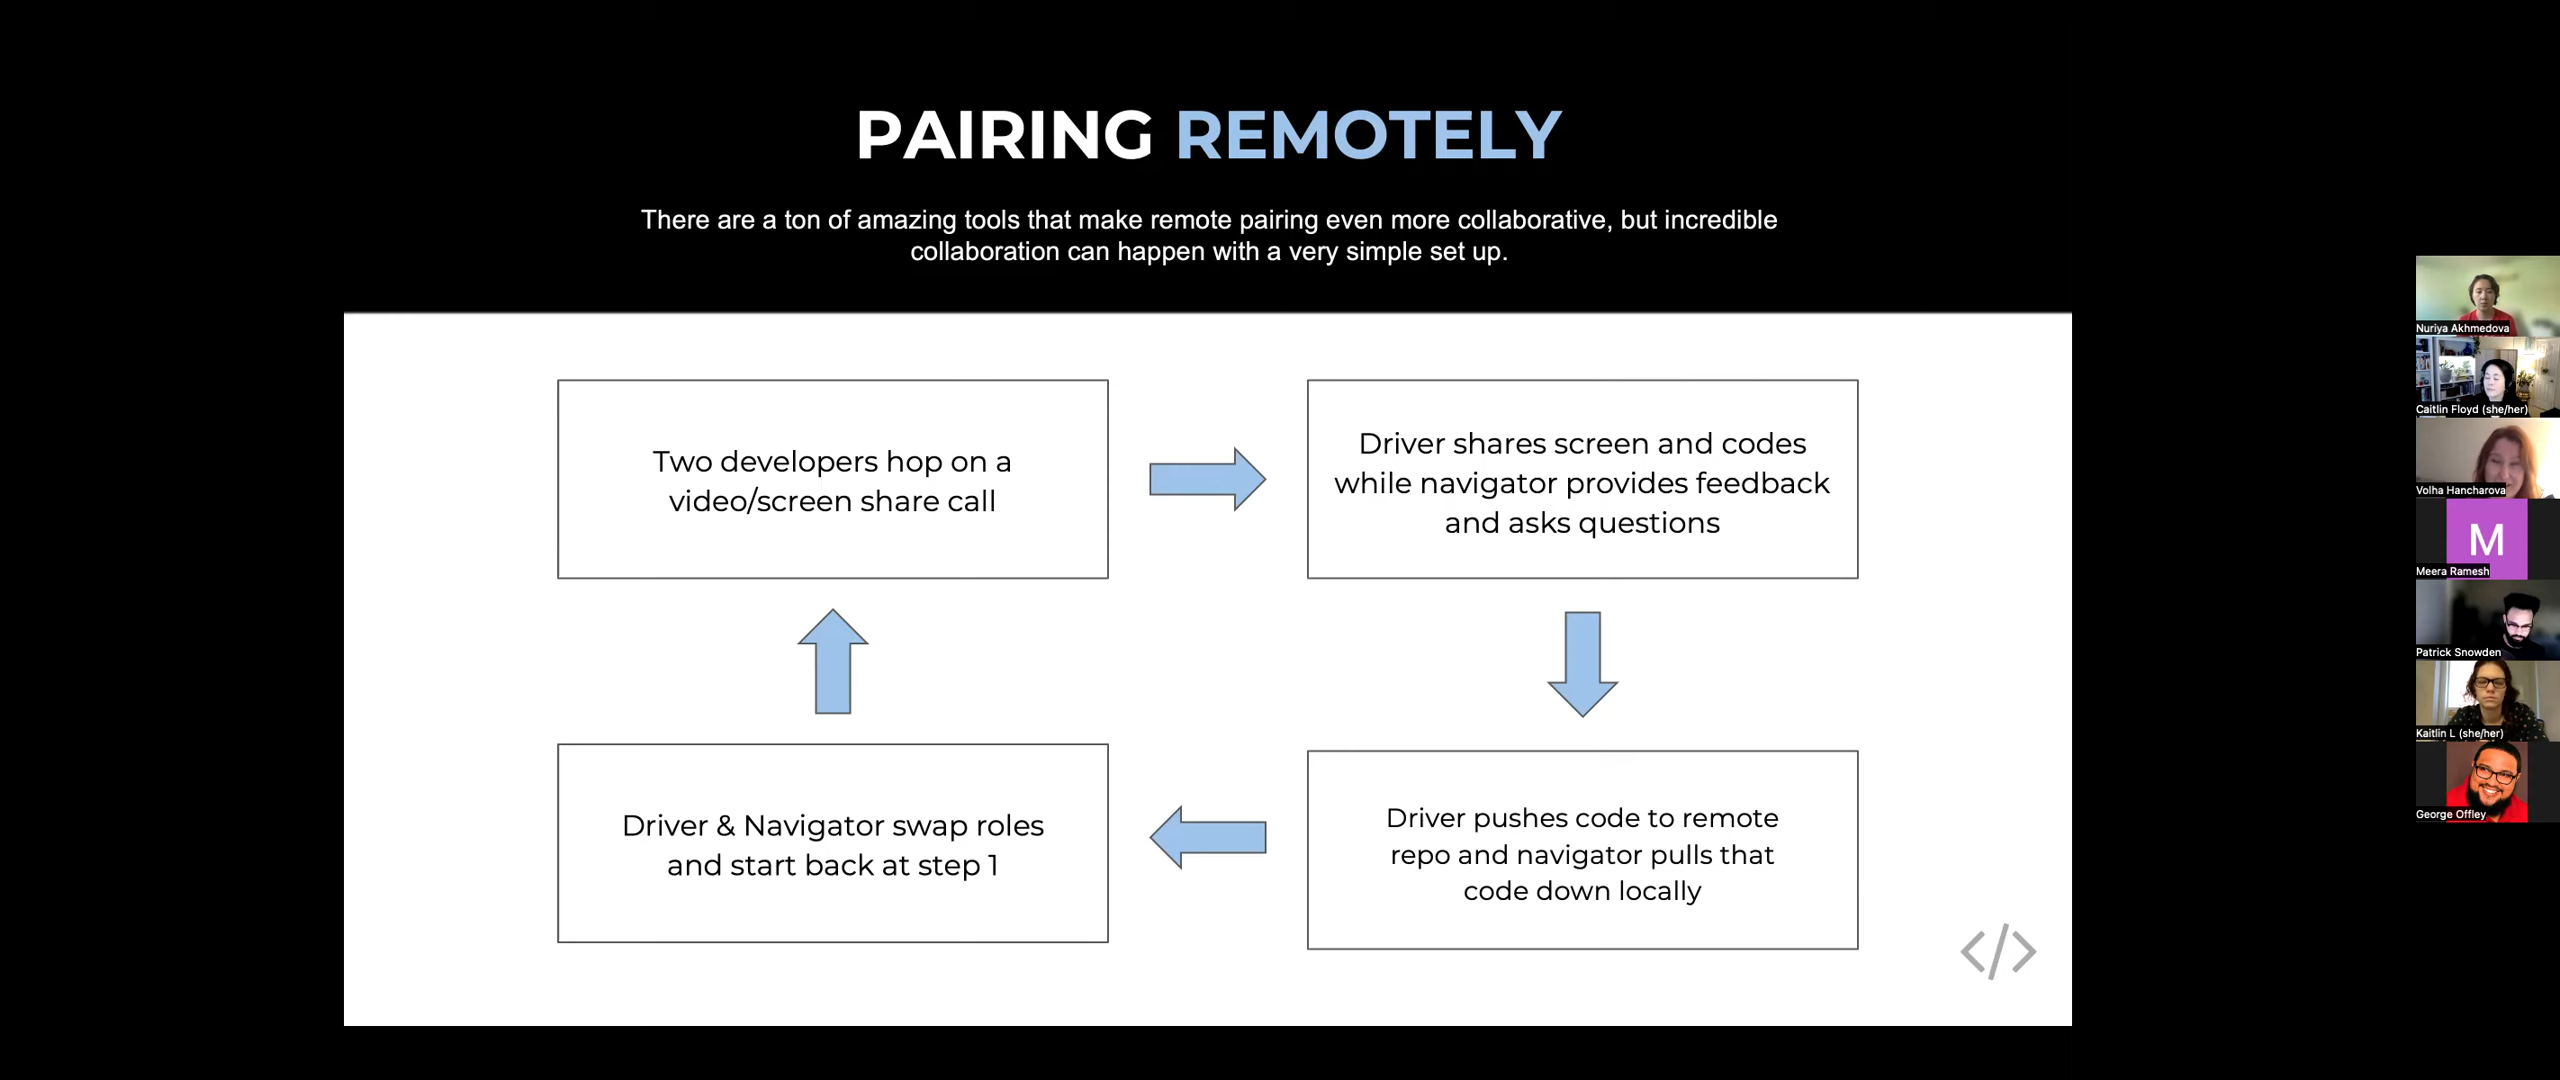 PAIRING REMOTELY
There are a ton of amazing tools that make remote pairing even more collaborative, but incredible
collaboration can happen with a very simple set up.
Two developers hop on a
video/screen share call
Driver shares screen and codes
while navigator provides feedback
and asks questions
Driver & Navigator swap roles
and start back at step 1
Driver pushes code to remote
repo and navigator pulls that
code down locally
</>
Nuriya Akhmedova
Caitlin Floyd (she/her)
Volha Hancharova
M
Meera Ramesh
Patrick Snowden
Kaitlin L (she/her)
George Offley